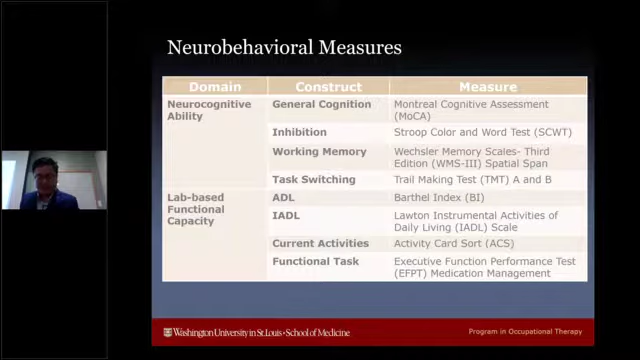 Neurobehavioral Measures
Domain Construct Measure
Neurocognitive General Cognition Montreal Cognitive Assessment
Ability (MoCA)
Inhibition Stroop Color and Word Test (SCWT)
Working Memory Wechsler Memory Scales- Third
Edition (WMS-III) Spatial Span
Task Switching Trail Making Test (TMT) A and B
Lab-based ADL Barthel Index (BI)
Functional IADL Lawton Instrumental Activities of
Capacity Daily Living (IADL) Scale
Current Activities Activity Card Sort (ACS)
Functional Task Executive Function Performance Test
(EFPT) Medication Management
Washington University in St. Louis • School of Medicine Program in Occupational Therapy